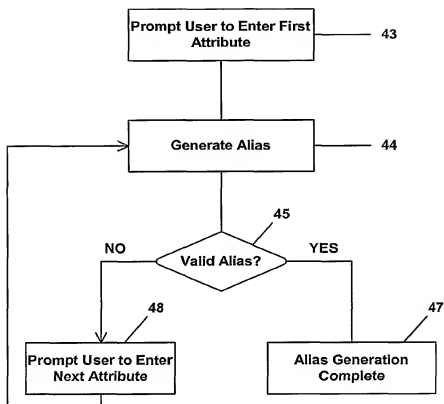 Prompt User to Enter First
Attribute
43
Generate Alias
44
45
NO
Valid Alias?
YES
48
47
Prompt User to Enter
Next Attribute
Alias Generation
Complete